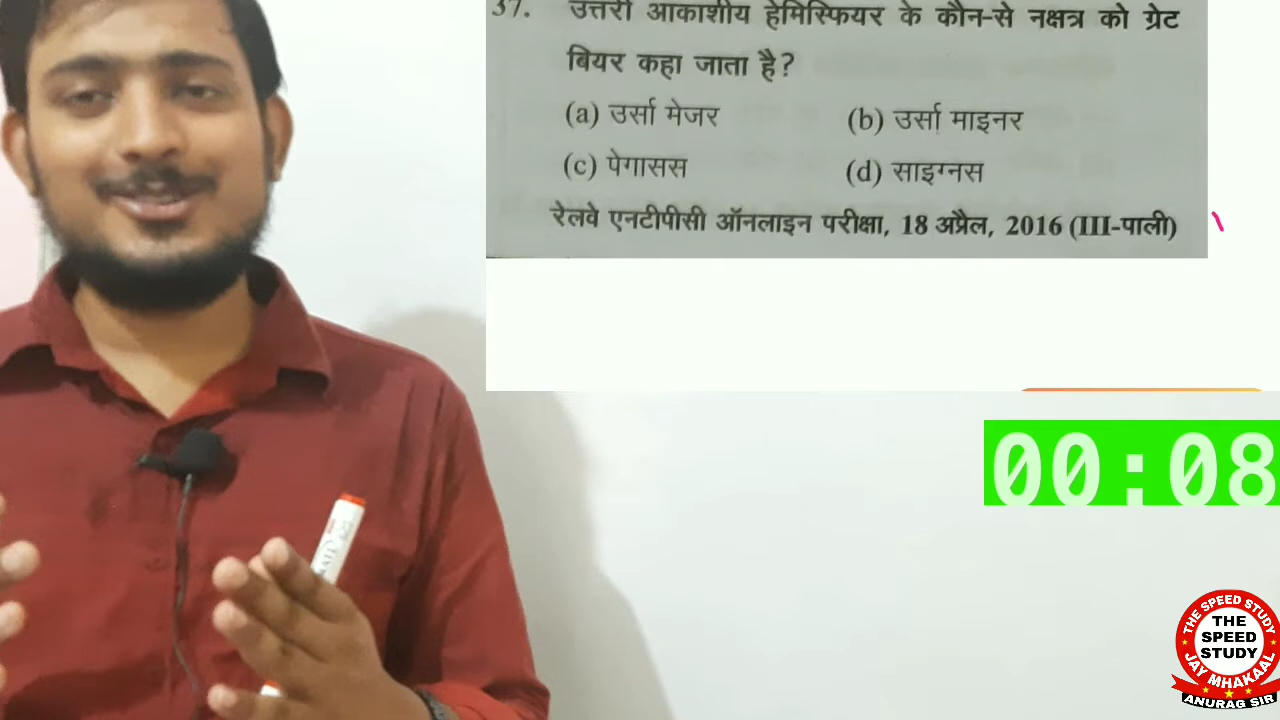 37. उत्तरी आकाशीय हेमिस्फियर के कौन-से नक्षत्र को ग्रेट
बियर कहा जाता है?
(a) उर्सा मेजर (b) उर्सा माइनर
(c) पेगासस (d) साइग्नस
रेलवे एनटीपीसी ऑनलाइन परीक्षा, 18 अप्रैल, 2016 (III-पाली)
00:08
THE SPEED STUDY
THE
SPEED
STUDY
JAY MHAKAAL
ANURAG SIR